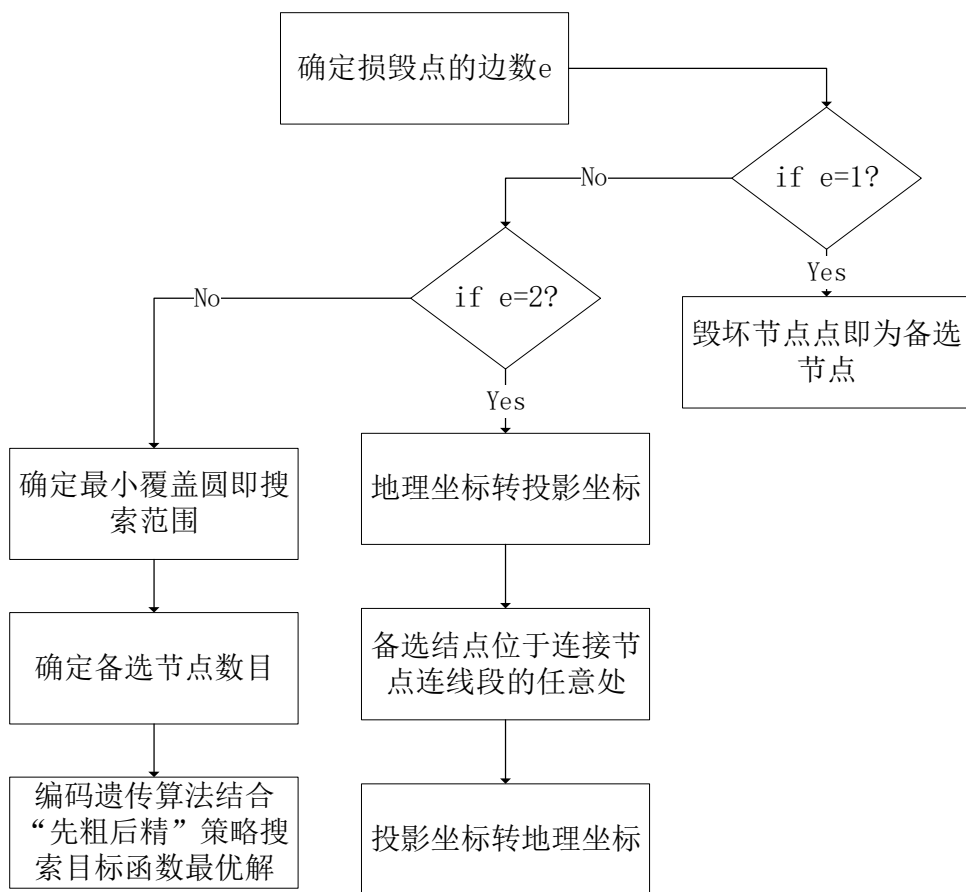 确定损毁点的边数e
if e=1?
No
Yes
毁坏节点点即为备选
节点
if e=2?
No
Yes
确定最小覆盖圆即搜
索范围
地理坐标转投影坐标
确定备选节点数目
备选结点位于连接节
点连线段的任意处
编码遗传算法结合
“先粗后精”策略搜
索目标函数最优解
投影坐标转地理坐标